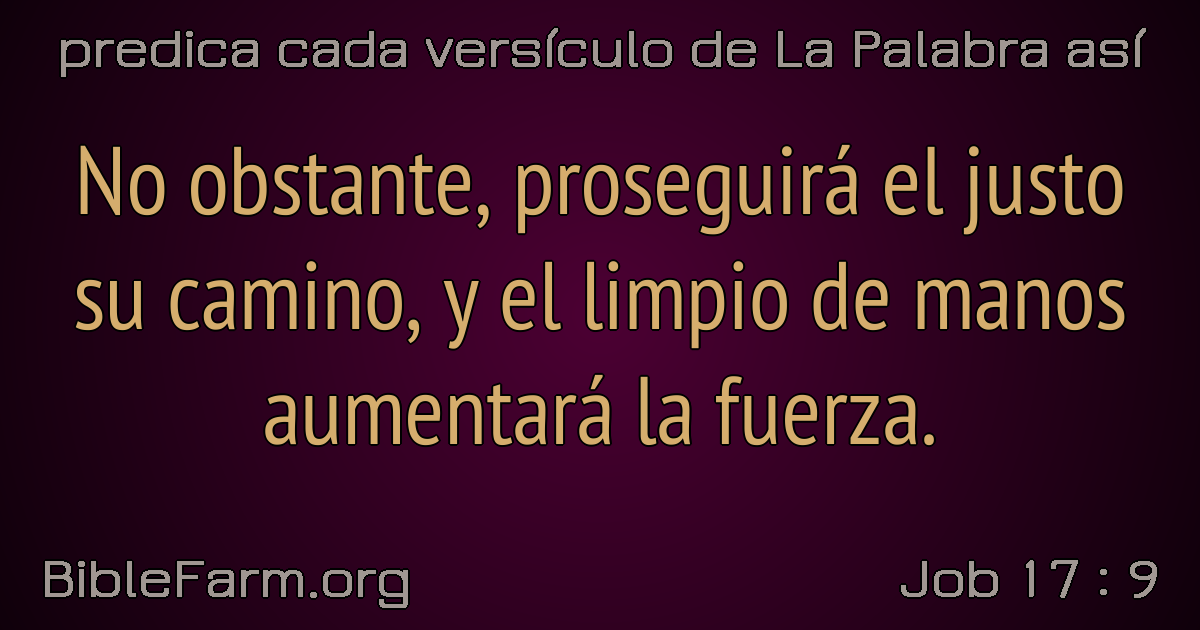 predica cada versículo de La Palabra así
No obstante, proseguirá el justo
su camino, y el limpio de manos
aumentará la fuerza.
BibleFarm.org
Job 17 : 9